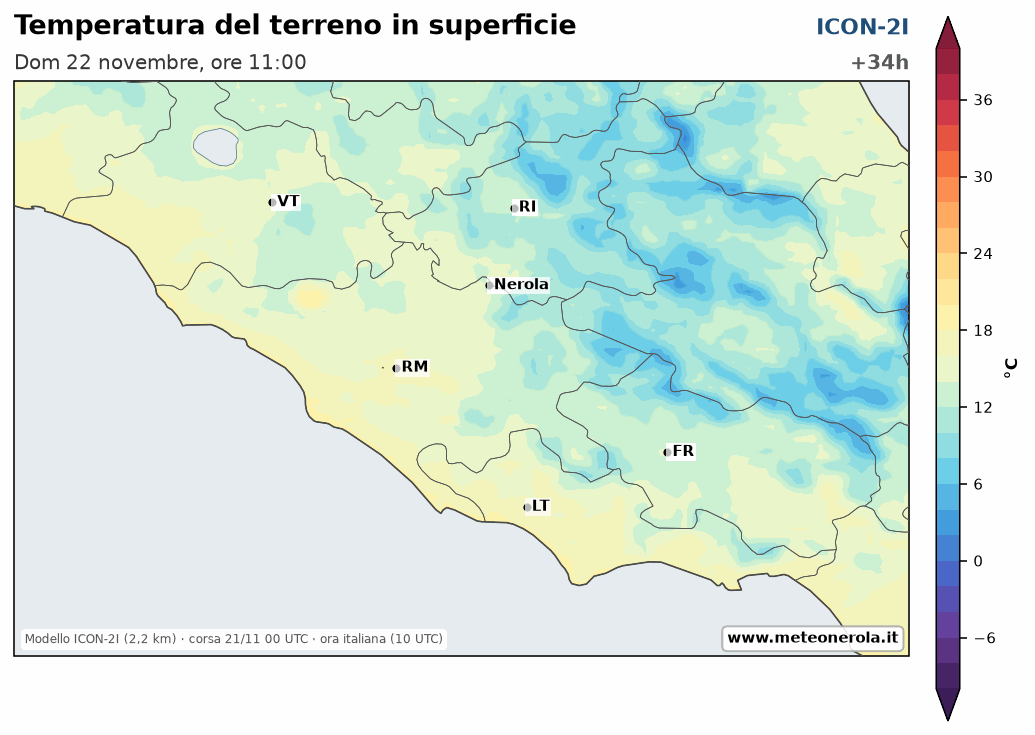 Temperatura del terreno in superficie
ICON-2I
Dom 22 novembre, ore 11:00
+34h
VT
RI
Nerola
RM
FR
LT
36
30
24
18
12
6
0
−6
°C
Modello ICON-2I (2,2 km) · corsa 21/11 00 UTC · ora italiana (10 UTC)
www.meteonerola.it